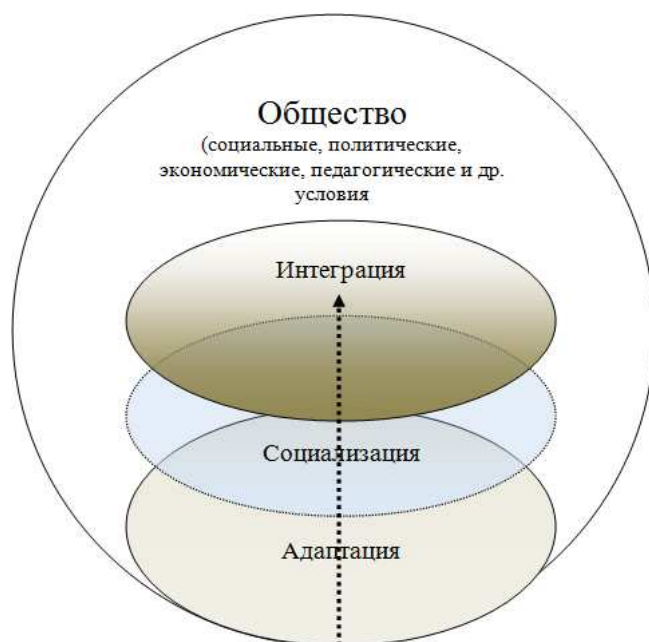 Общество
(социальные, политические,
экономические, педагогические и др.
условия
Интеграция
Социализация
Адаптация